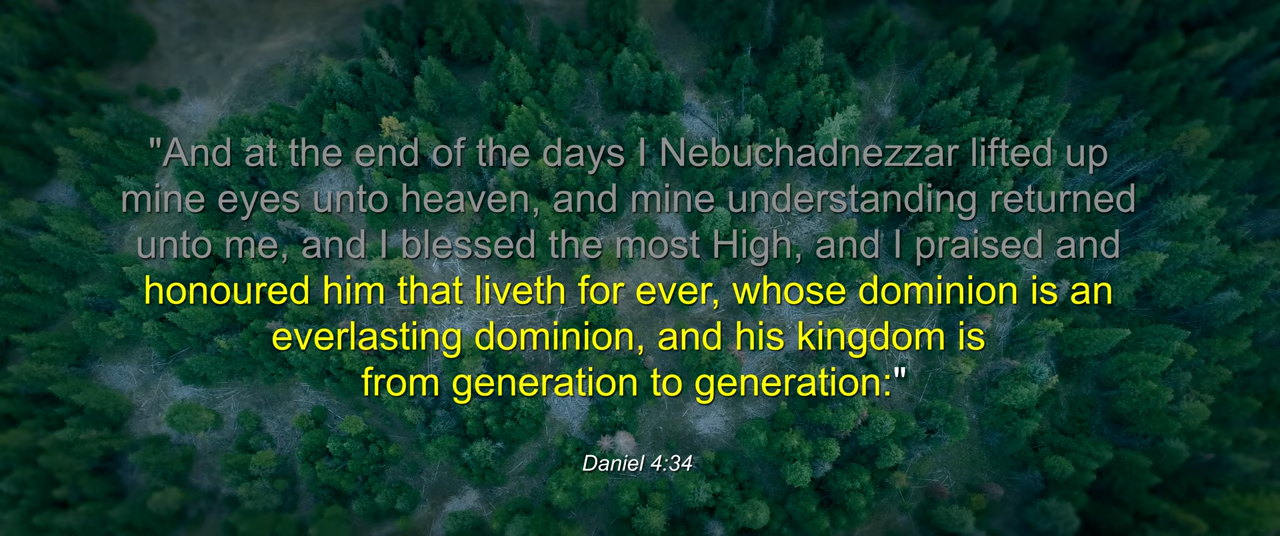 "And at the end of the days I Nebuchadnezzar lifted up
mine eyes unto heaven, and mine understanding returned
unto me, and I blessed the most High, and I praised and
honoured him that liveth for ever, whose dominion is an
everlasting dominion, and his kingdom is
from generation to generation:"
Daniel 4:34